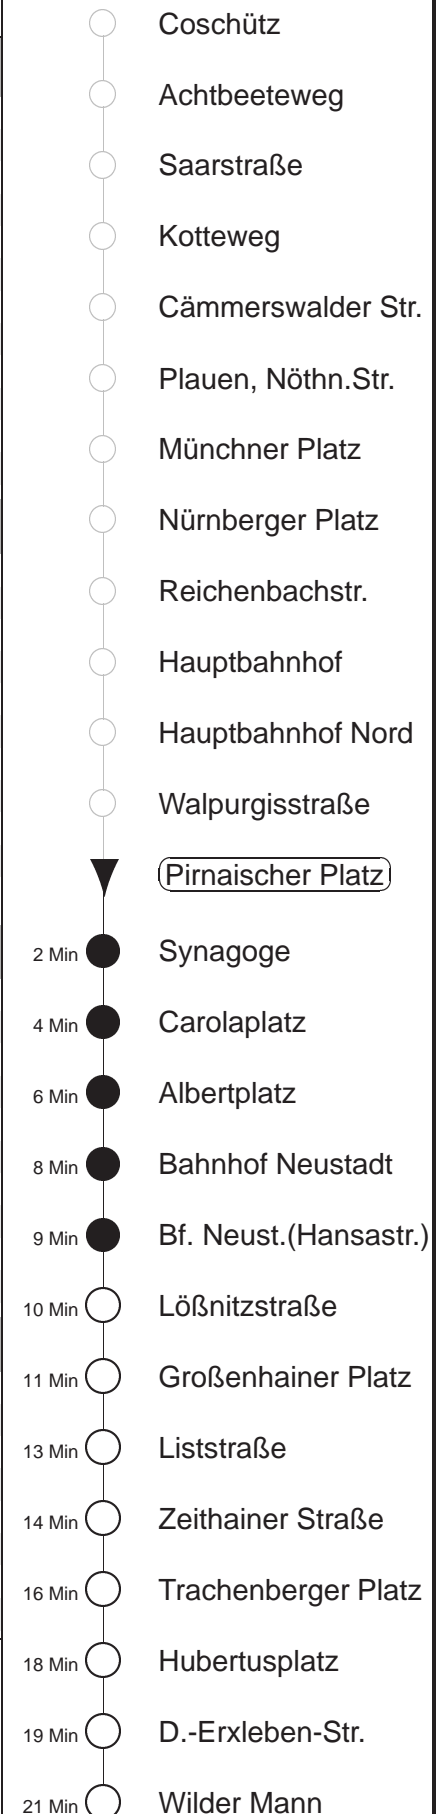 Coschütz
Achtbeeteweg
Saarstraße
Kotteweg
Cämmerswalder Str.
Plauen, Nöthn.Str.
Münchner Platz
Nürnberger Platz
Reichenbachstr.
Hauptbahnhof
Hauptbahnhof Nord
Walpurgisstraße
Pirnaischer Platz
2 Min Synagoge
4 Min Carolaplatz
6 Min Albertplatz
8 Min Bahnhof Neustadt
9 Min Bf. Neust.(Hansastr.)
10 Min Lößnitzstraße
11 Min Großenhainer Platz
13 Min Liststraße
14 Min Zeithainer Straße
16 Min Trachenberger Platz
18 Min Hubertusplatz
19 Min D.-Erxleben-Str.
21 Min Wilder Mann